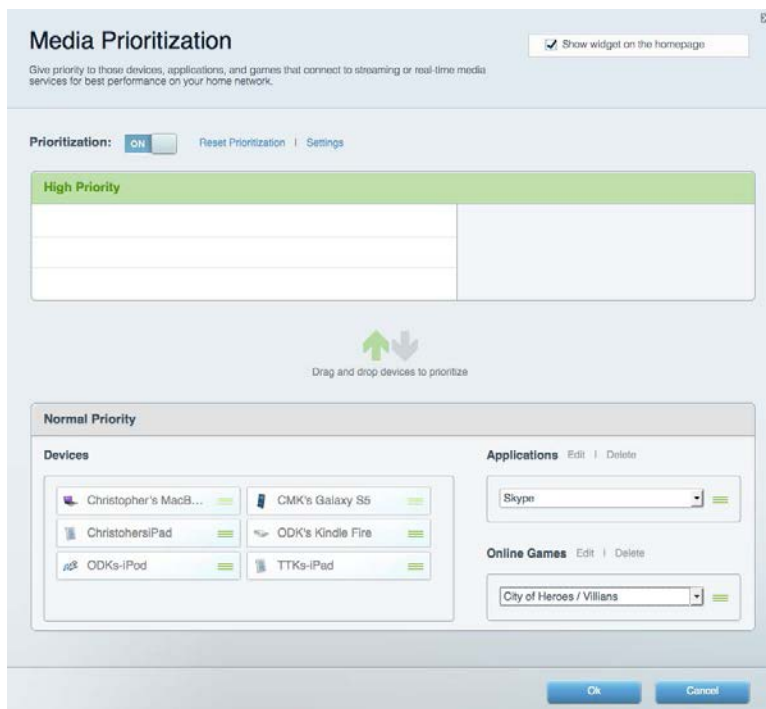 Media Prioritization
Show widget on the homepage
Give priority to those devices, applications, and games that connect to streaming or real-time media
services for best performance on your home network.
Prioritization: ON Reset Prioritization | Settings
High Priority
Drag and drop devices to prioritize
Normal Priority
Devices
Applications Edit | Delete
Christopher's MacB... CMK's Galaxy S5
Skype
ChristohersiPad ODK's Kindle Fire
ODKs-iPod TTKs-iPad
Online Games Edit | Delete
City of Heroes / Villians
Ok Cancel